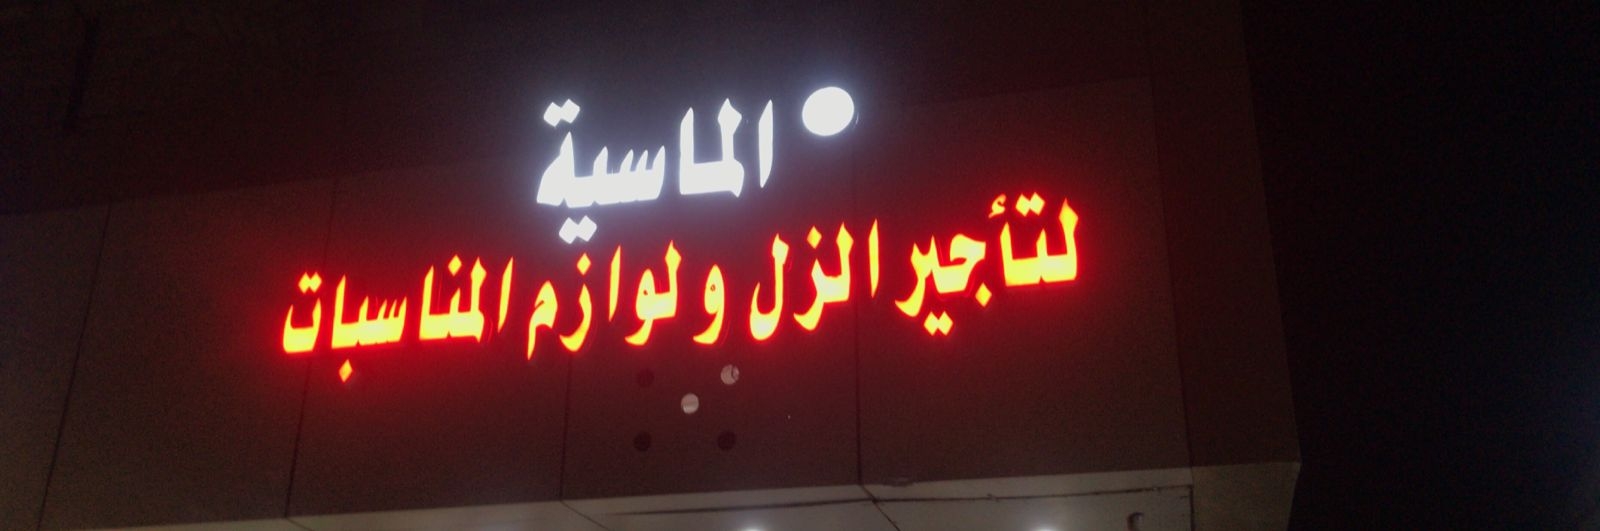 الماسية
لتأجير الزل و لوازم المناسبات